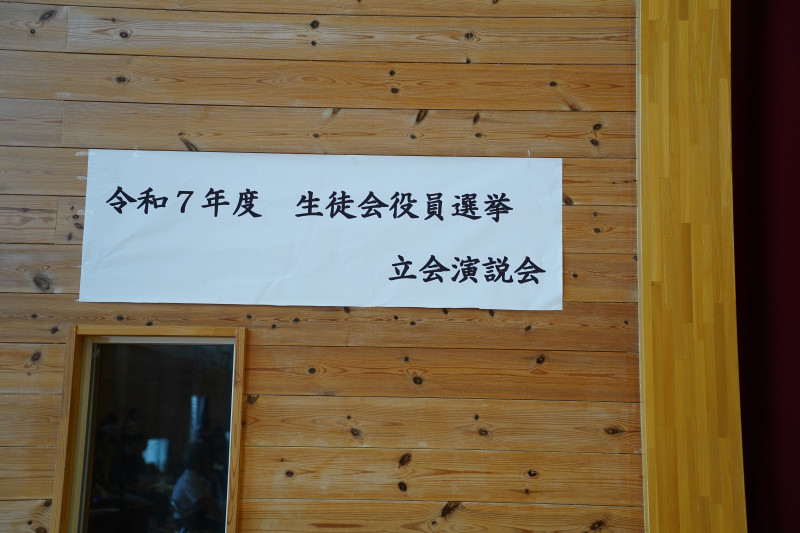 令和７年度　生徒会役員選挙
立会演説会